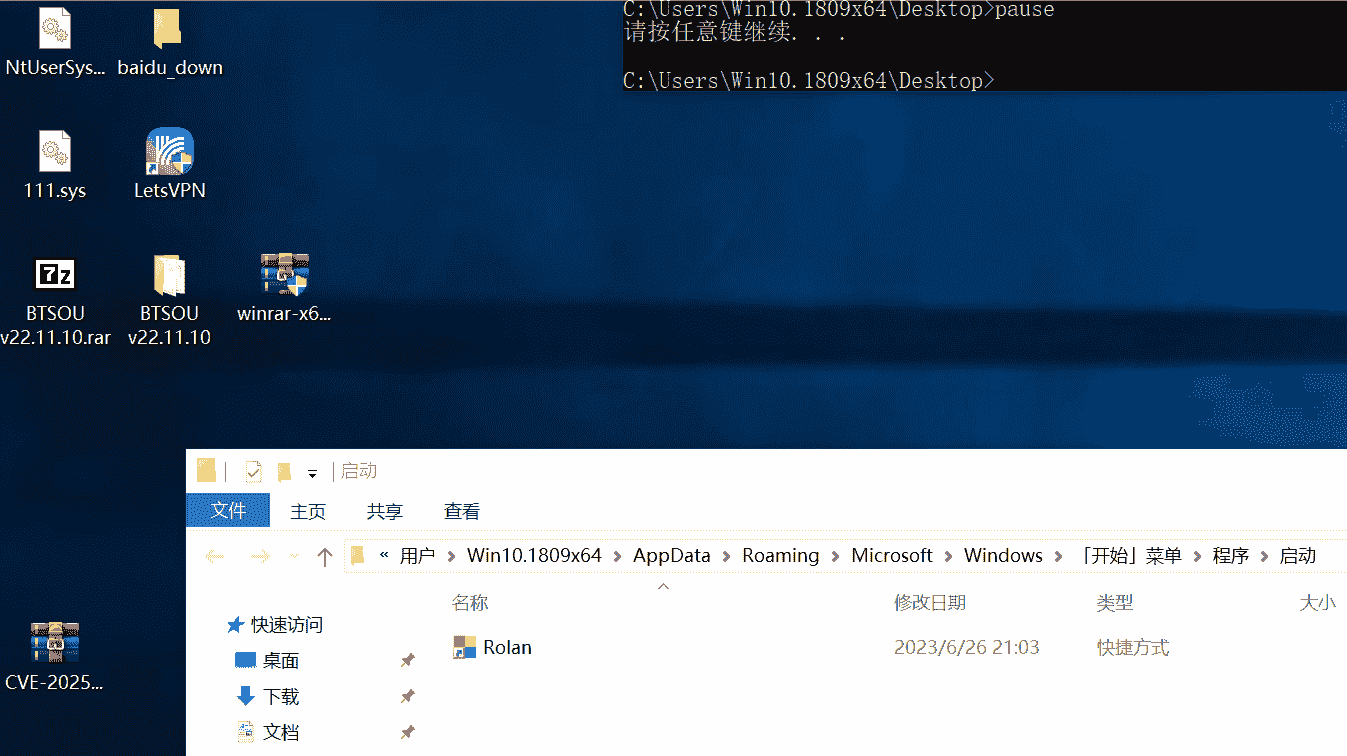 C:\Users\Win10.1809x64\Desktop>pause
请按任意键继续. . .
C:\Users\Win10.1809x64\Desktop>
NtUserSys...
baidu_down
111.sys
LetsVPN
7z
BTSOU
v22.11.10.rar
BTSOU
v22.11.10
winrar-x6...
CVE-2025...
启动
文件 主页 共享 查看
« 用户 > Win10.1809x64 > AppData > Roaming > Microsoft > Windows > 「开始」菜单 > 程序 > 启动
名称 修改日期 类型 大小
Rolan 2023/6/26 21:03 快捷方式
快速访问
桌面
下载
文档